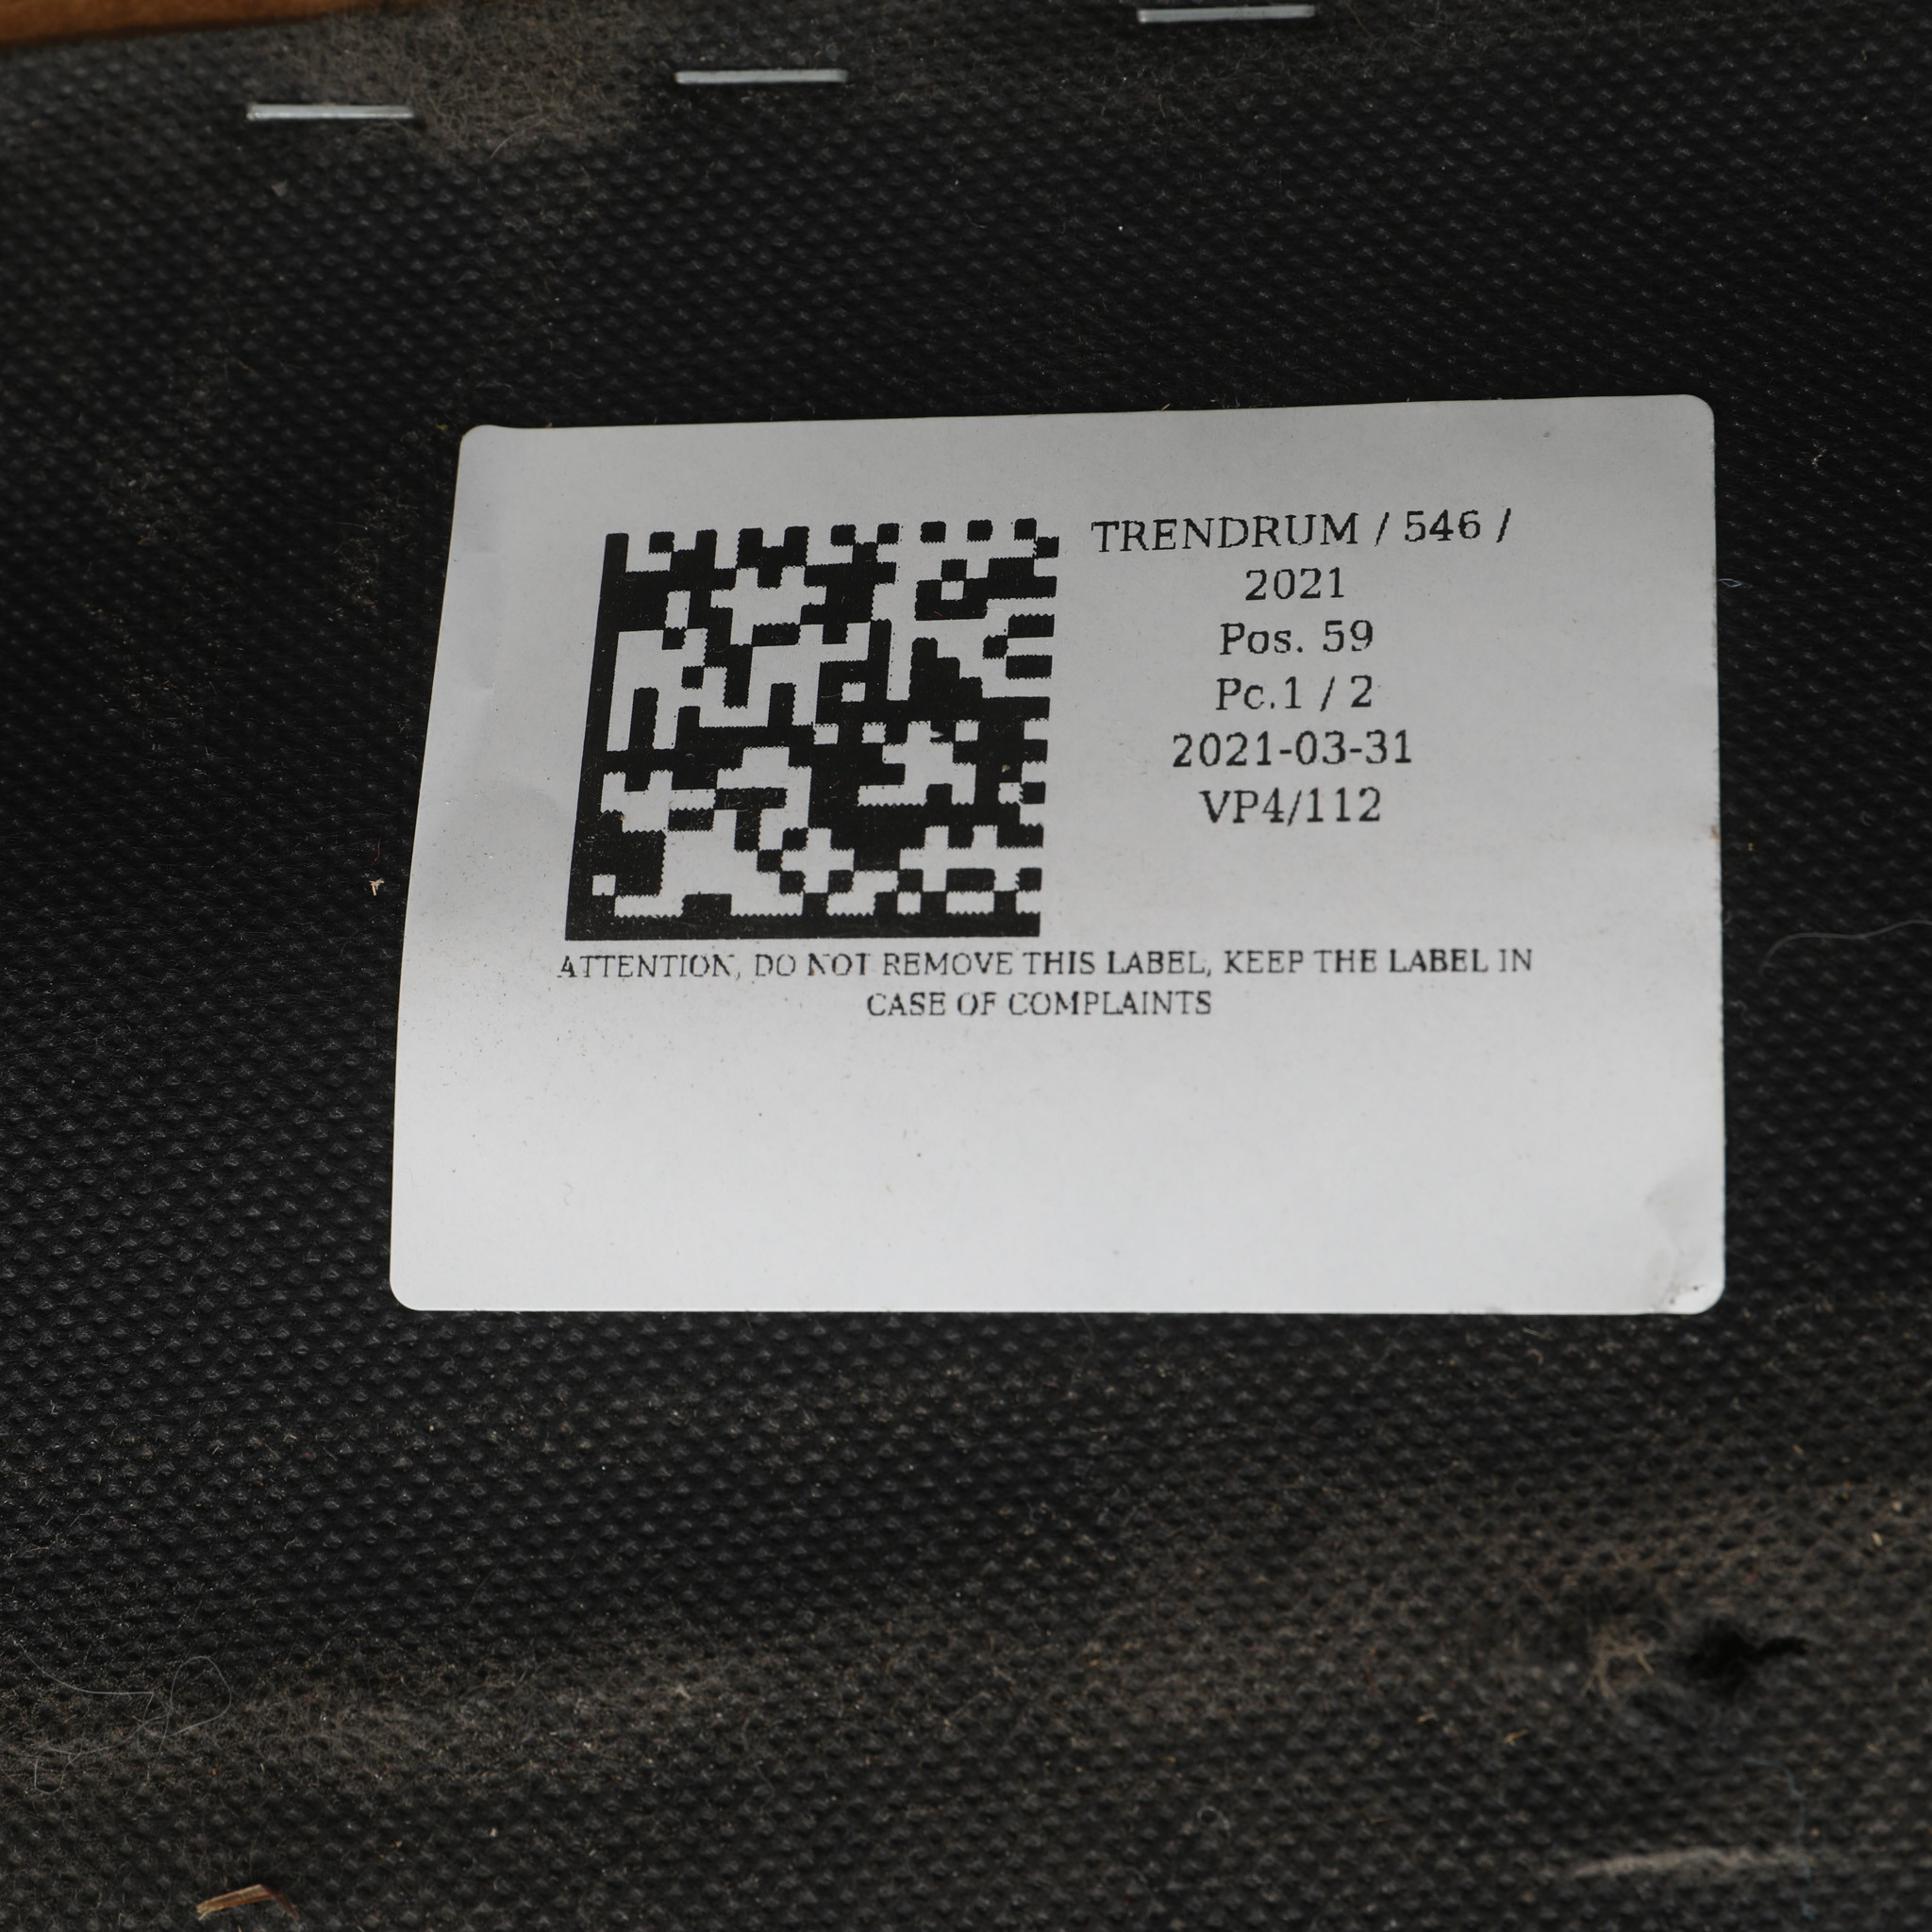 TRENDRUM / 546 /
2021
Pos. 59
Pc.1 / 2
2021-03-31
VP4/112
ATTENTION, DO NOT REMOVE THIS LABEL, KEEP THE LABEL IN
CASE OF COMPLAINTS